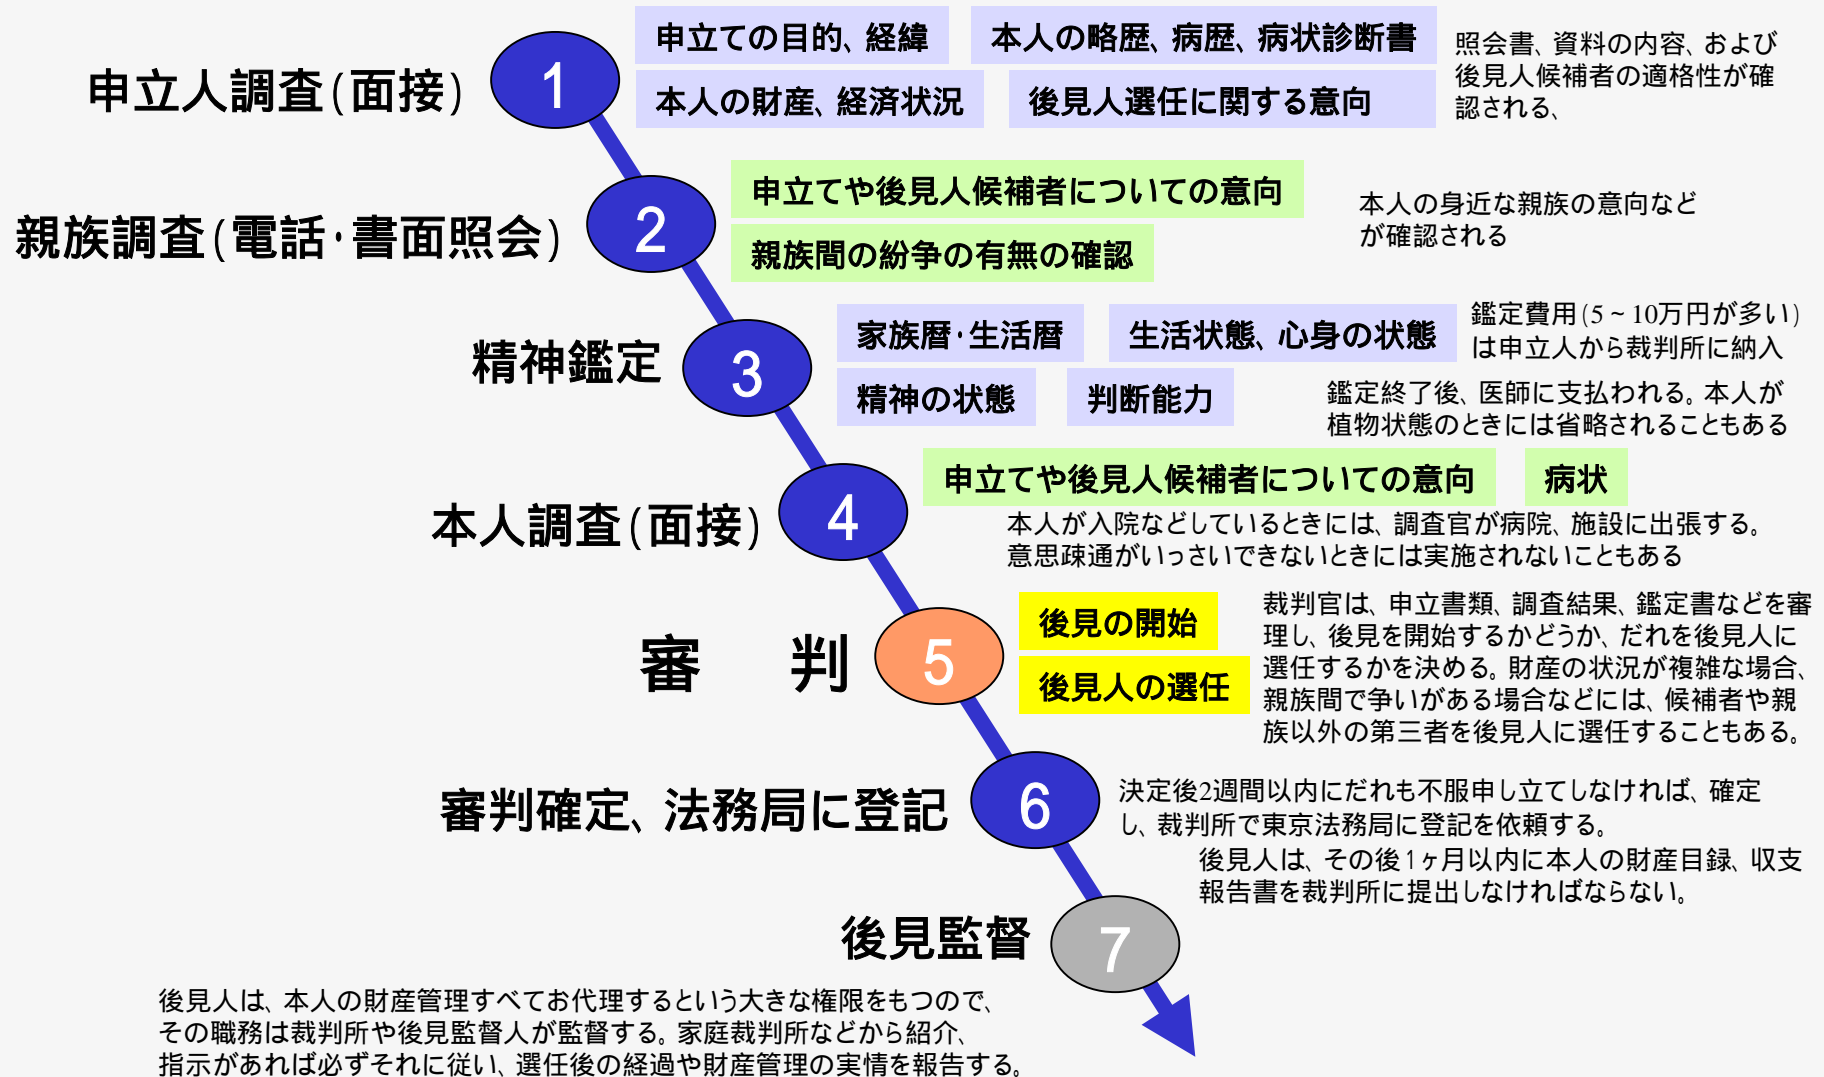 申立人調査(面接)
1
申立ての目的、経緯
本人の略歴、病歴、病状診断書
本人の財産、経済状況
後見人選任に関する意向
照会書、資料の内容、および
後見人候補者の適格性が確
認される、
親族調査(電話・書面照会)
2
申立てや後見人候補者についての意向
親族間の紛争の有無の確認
本人の身近な親族の意向など
が確認される
精神鑑定
3
家族暦・生活暦
生活状態、心身の状態
精神の状態
判断能力
鑑定費用(5~10万円が多い)
は申立人から裁判所に納入
鑑定終了後、医師に支払われる。本人が
植物状態のときには省略されることもある
本人調査(面接)
4
申立てや後見人候補者についての意向
病状
本人が入院などしているときには、調査官が病院、施設に出張する。
意思疎通がいっさいできないときには実施されないこともある
審 判
5
後見の開始
後見人の選任
裁判官は、申立書類、調査結果、鑑定書などを審
理し、後見を開始するかどうか、だれを後見人に
選任するかを決める。財産の状況が複雑な場合、
親族間で争いがある場合などには、候補者や親
族以外の第三者を後見人に選任することもある。
審判確定、法務局に登記
6
決定後2週間以内にだれも不服申し立てしなければ、確定
し、裁判所で東京法務局に登記を依頼する。
後見人は、その後1ヶ月以内に本人の財産目録、収支
報告書を裁判所に提出しなければならない。
後見監督
7
後見人は、本人の財産管理すべてお代理するという大きな権限をもつので、
その職務は裁判所や後見監督人が監督する。家庭裁判所などから紹介、
指示があれば必ずそれに従い、選任後の経過や財産管理の実情を報告する。